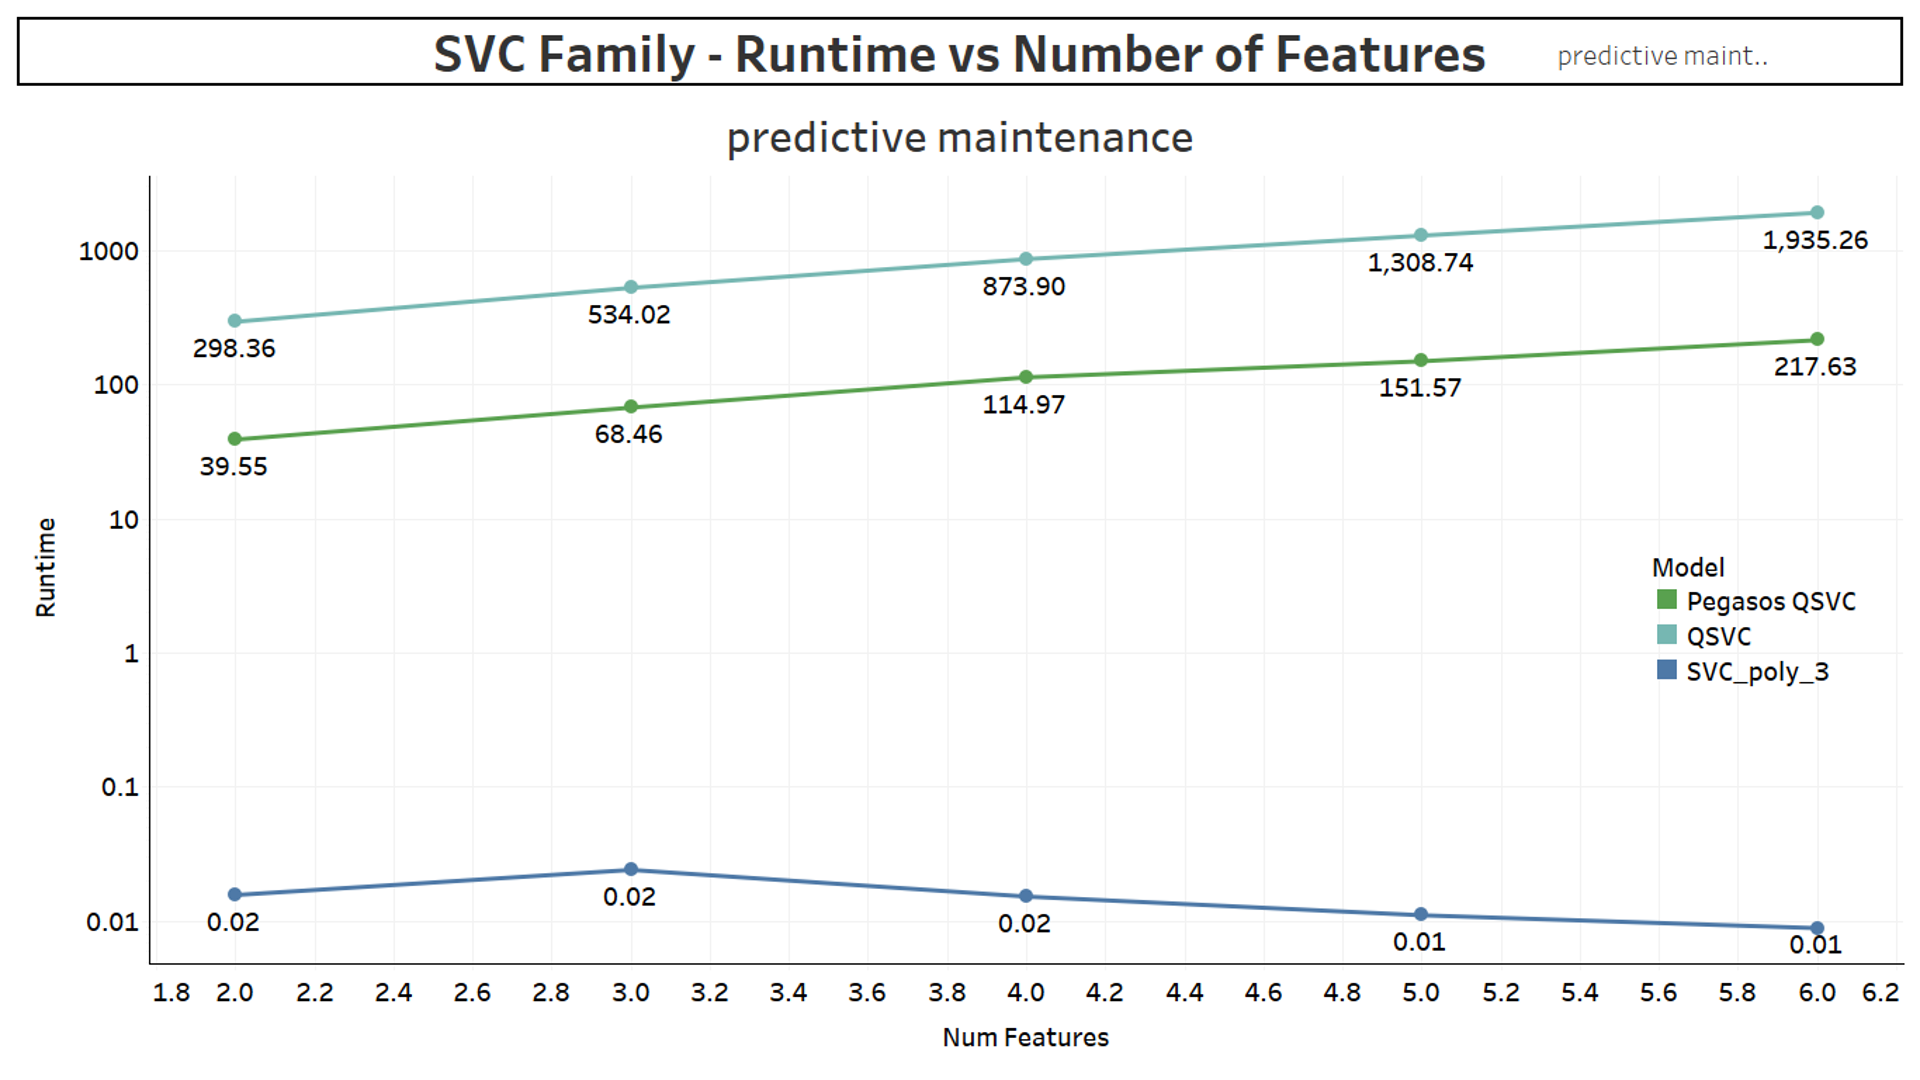 SVC Family - Runtime vs Number of Features predictive maint..
predictive maintenance
1000
100
10
1
0.1
0.01
Runtime
298.36
534.02
873.90
1,308.74
1,935.26
39.55
68.46
114.97
151.57
217.63
0.02
0.02
0.02
0.01
0.01
Model
Pegasos QSVC
QSVC
SVC_poly_3
1.8 2.0 2.2 2.4 2.6 2.8 3.0 3.2 3.4 3.6 3.8 4.0 4.2 4.4 4.6 4.8 5.0 5.2 5.4 5.6 5.8 6.0 6.2
Num Features